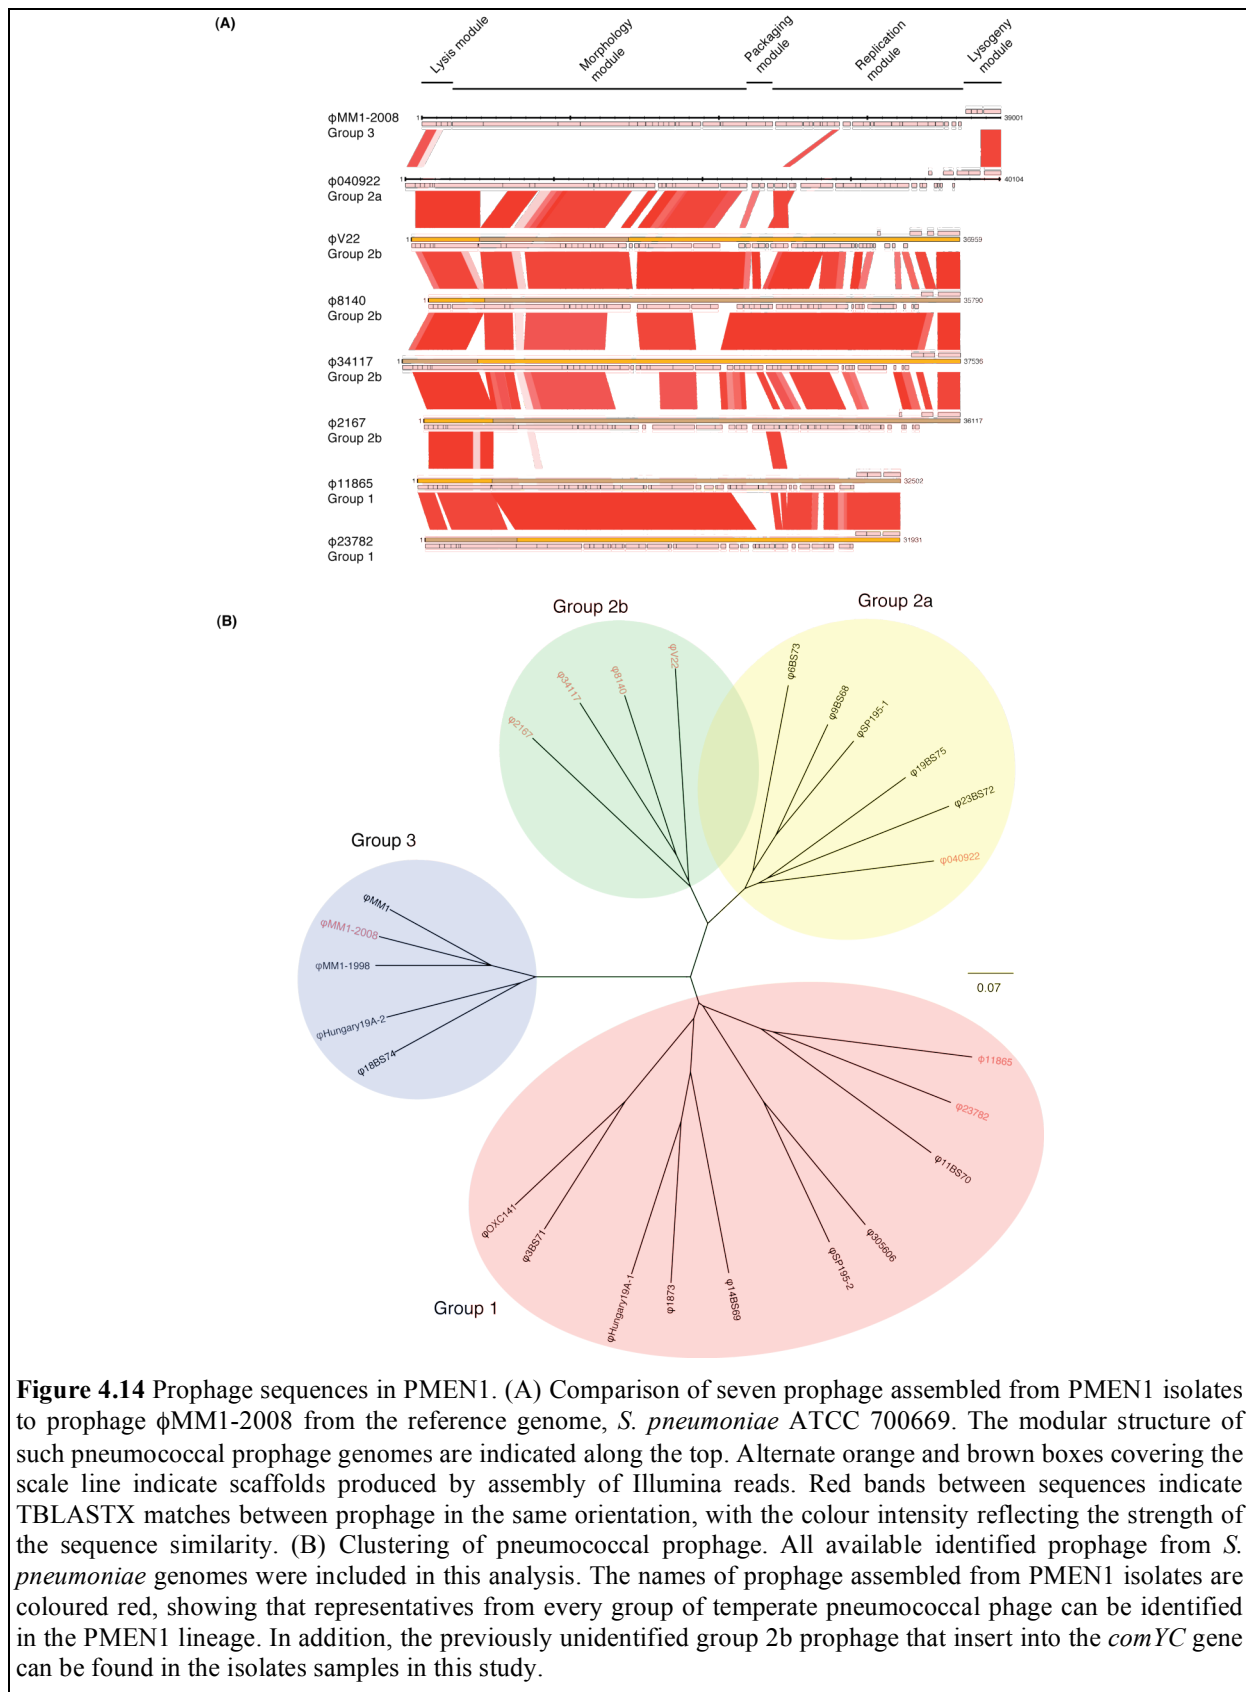 (A)
Lysis module
Morphology
module
Packaging
module
Replication
module
Lysogeny
module
ϕMM1-2008
Group 3
1
39001
ϕ040922
Group 2a
1
40104
ϕV22
Group 2b
1
36959
ϕ8140
Group 2b
1
35790
ϕ34117
Group 2b
1
37536
ϕ2167
Group 2b
1
36117
ϕ11865
Group 1
1
32502
ϕ23782
Group 1
1
31931
(B)
Group 2b
Group 2a
φV22
φ8140
φ34117
φ2167
φ6BS73
φ9BS68
φSP195-1
φ19BS75
φ23BS72
φ040922
Group 3
φMM1
φMM1-2008
φMM1-1998
φHungary19A-2
φ18BS74
0.07
φ11865
φ23782
φ11BS70
φ305606
φSP195-2
φ14BS69
φ1873
φHungary19A-1
φ3BS71
φOXC141
Group 1
Figure 4.14 Prophage sequences in PMEN1. (A) Comparison of seven prophage assembled from PMEN1 isolates
to prophage ϕMM1-2008 from the reference genome, S. pneumoniae ATCC 700669. The modular structure of
such pneumococcal prophage genomes are indicated along the top. Alternate orange and brown boxes covering the
scale line indicate scaffolds produced by assembly of Illumina reads. Red bands between sequences indicate
TBLASTX matches between prophage in the same orientation, with the colour intensity reflecting the strength of
the sequence similarity. (B) Clustering of pneumococcal prophage. All available identified prophage from S.
pneumoniae genomes were included in this analysis. The names of prophage assembled from PMEN1 isolates are
coloured red, showing that representatives from every group of temperate pneumococcal phage can be identified
in the PMEN1 lineage. In addition, the previously unidentified group 2b prophage that insert into the comYC gene
can be found in the isolates samples in this study.